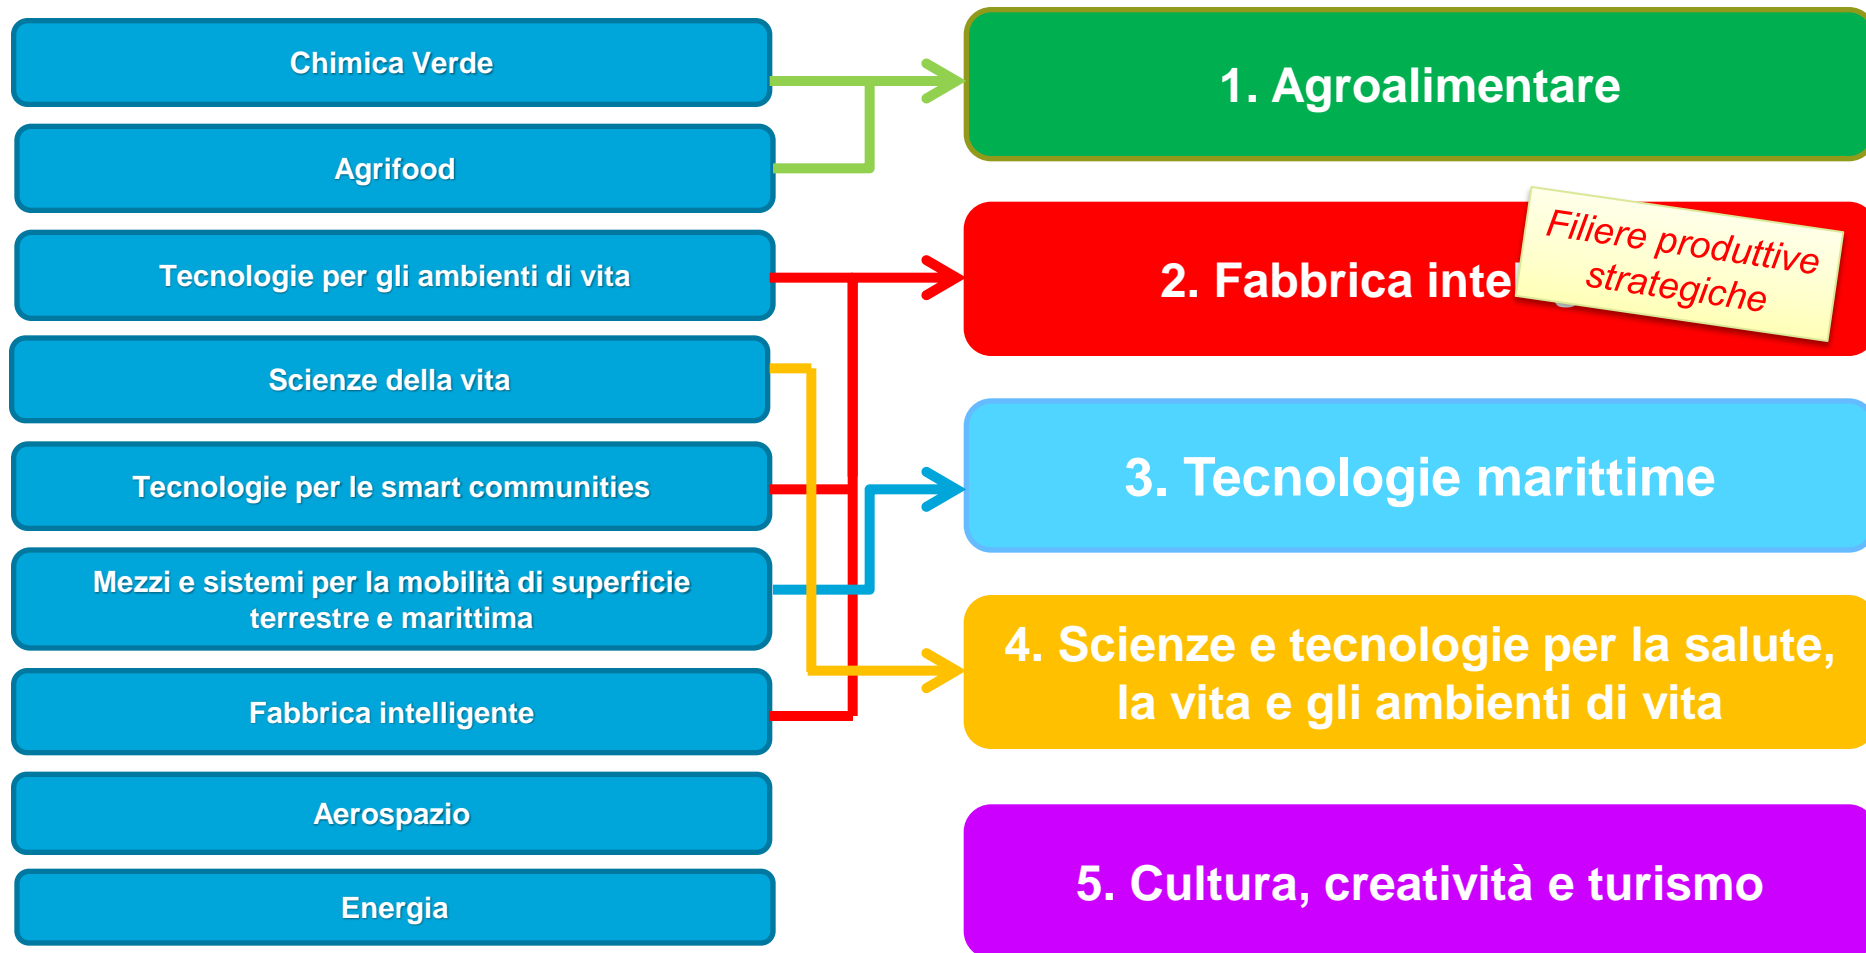 Chimica Verde
Agrifood
Tecnologie per gli ambienti di vita
Scienze della vita
Tecnologie per le smart communities
Mezzi e sistemi per la mobilità di superficie
terrestre e marittima
Fabbrica intelligente
Aerospazio
Energia
1. Agroalimentare
2. Fabbrica
Filiere produttive
strategiche
3. Tecnologie marittime
4. Scienze e tecnologie per la salute,
la vita e gli ambienti di vita
5. Cultura, creatività e turismo